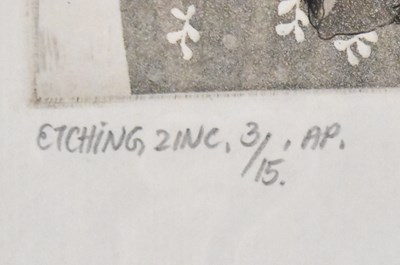 ETCHING, ZINC, 3/15. , AP.